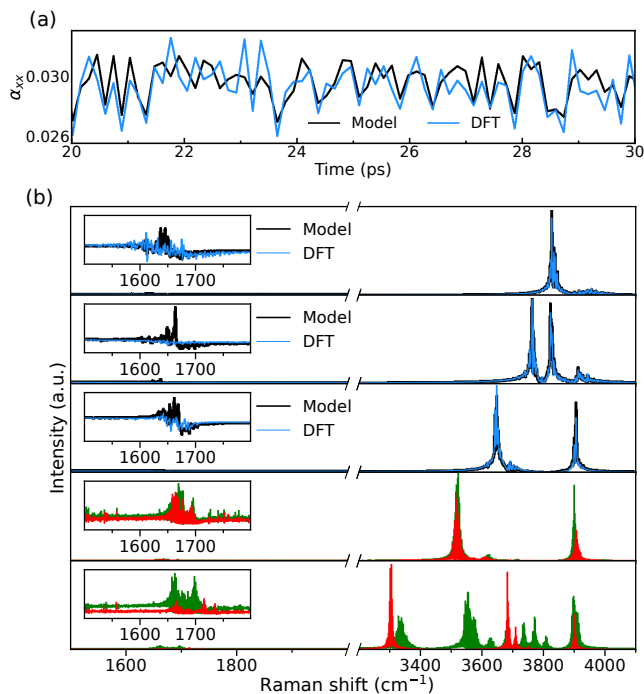 (a)
α_xx
0.030
0.026
Model DFT
20 22 24 26 28 30
Time (ps)
(b)
Model
DFT
1600 1700
Model
DFT
1600 1700
Model
DFT
1600 1700
1600 1700
1600 1700
Intensity (a.u.)
1600 1800 3400 3600 3800 4000
Raman shift (cm⁻¹)